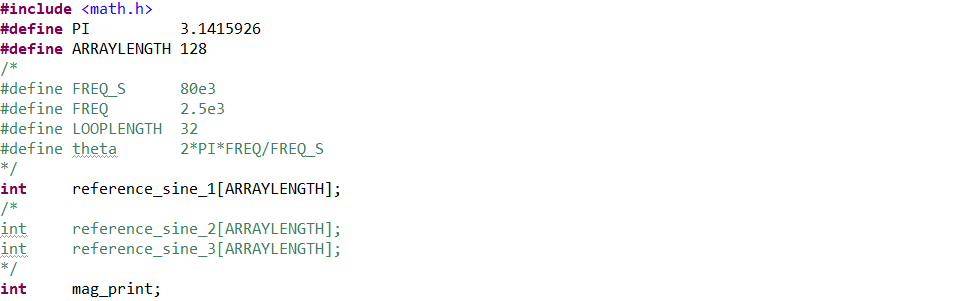 #include <math.h>
#define PI          3.1415926
#define ARRAYLENGTH 128
/*
#define FREQ_S      80e3
#define FREQ        2.5e3
#define LOOPLENGTH  32
#define theta       2*PI*FREQ/FREQ_S
*/
int     reference_sine_1[ARRAYLENGTH];
/*
int     reference_sine_2[ARRAYLENGTH];
int     reference_sine_3[ARRAYLENGTH];
*/
int     mag_print;